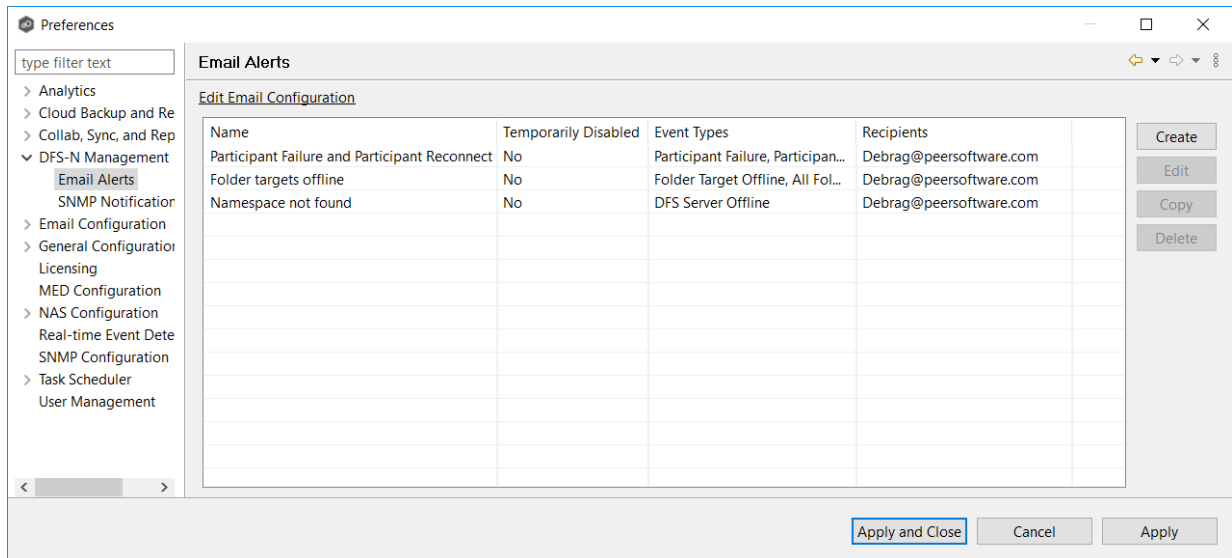 Preferences
type filter text
Email Alerts
Analytics
Cloud Backup and Re
Collab, Sync, and Rep
DFS-N Management
Email Alerts
SNMP Notification
Email Configuration
General Configuration
Licensing
MED Configuration
NAS Configuration
Real-time Event Dete
SNMP Configuration
Task Scheduler
User Management
Edit Email Configuration
Name Temporarily Disabled Event Types Recipients
Participant Failure and Participant Reconnect No Participant Failure, Participan... Debrag@peersoftware.com
Folder targets offline No Folder Target Offline, All Fol... Debrag@peersoftware.com
Namespace not found No DFS Server Offline Debrag@peersoftware.com
Create
Edit
Copy
Delete
Apply and Close Cancel Apply